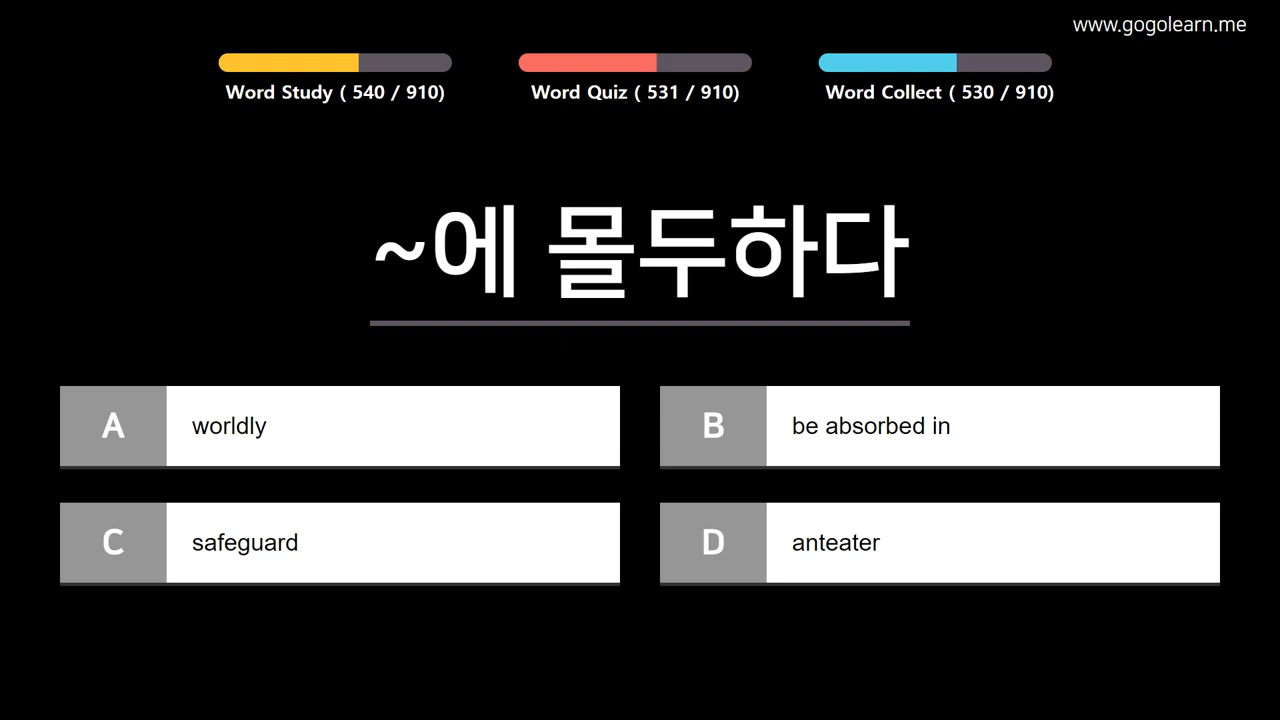 www.gogolearn.me
Word Study ( 540 / 910)
Word Quiz ( 531 / 910)
Word Collect ( 530 / 910)
~에 몰두하다
A worldly
B be absorbed in
C safeguard
D anteater